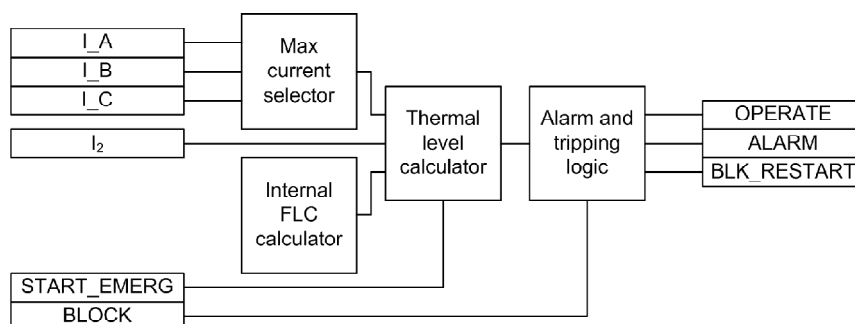 I_A
I_B
I_C
I₂
Max
current
selector
Internal
FLC
calculator
Thermal
level
calculator
Alarm and
tripping
logic
OPERATE
ALARM
BLK_RESTART
START_EMERG
BLOCK